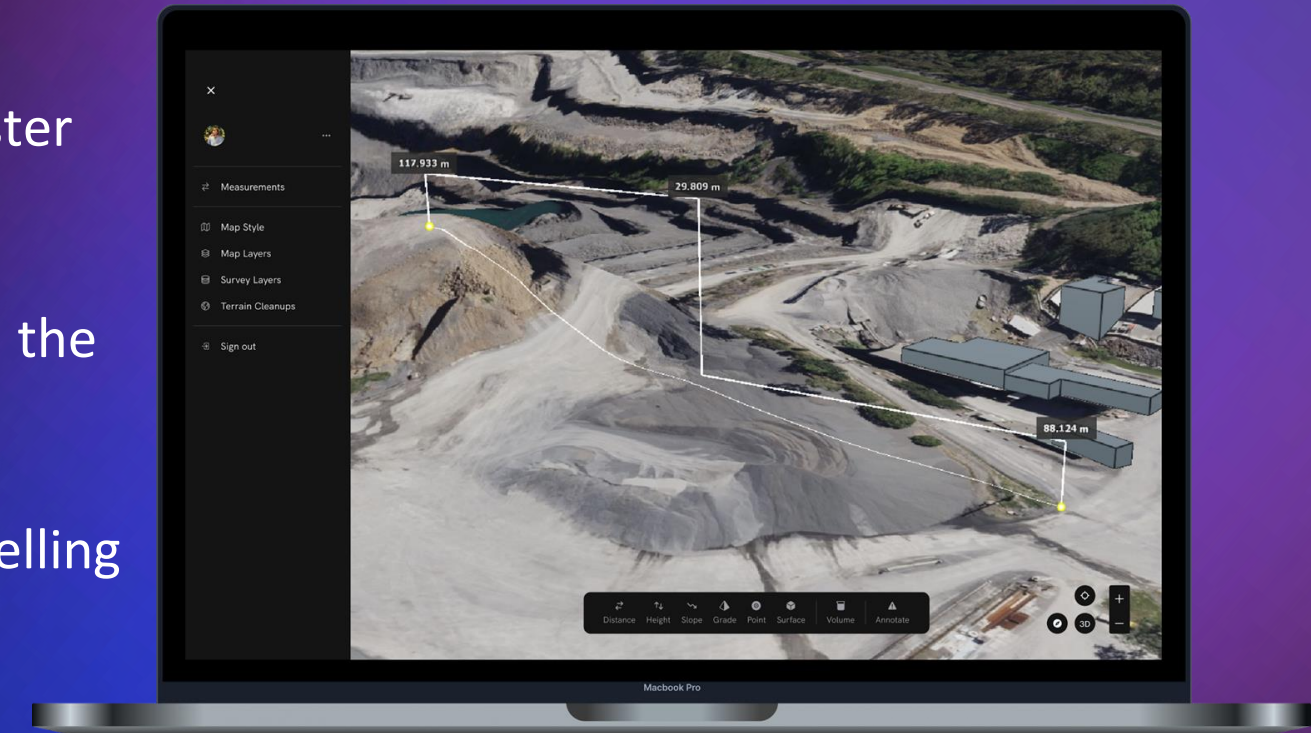 ster
the
elling
Measurements
Map Style
Map Layers
Survey Layers
Terrain Cleanups
Sign out
117.933 m
29.809 m
88.124 m
Distance Height Slope Grade Point Surface Volume Annotate
3D
Macbook Pro